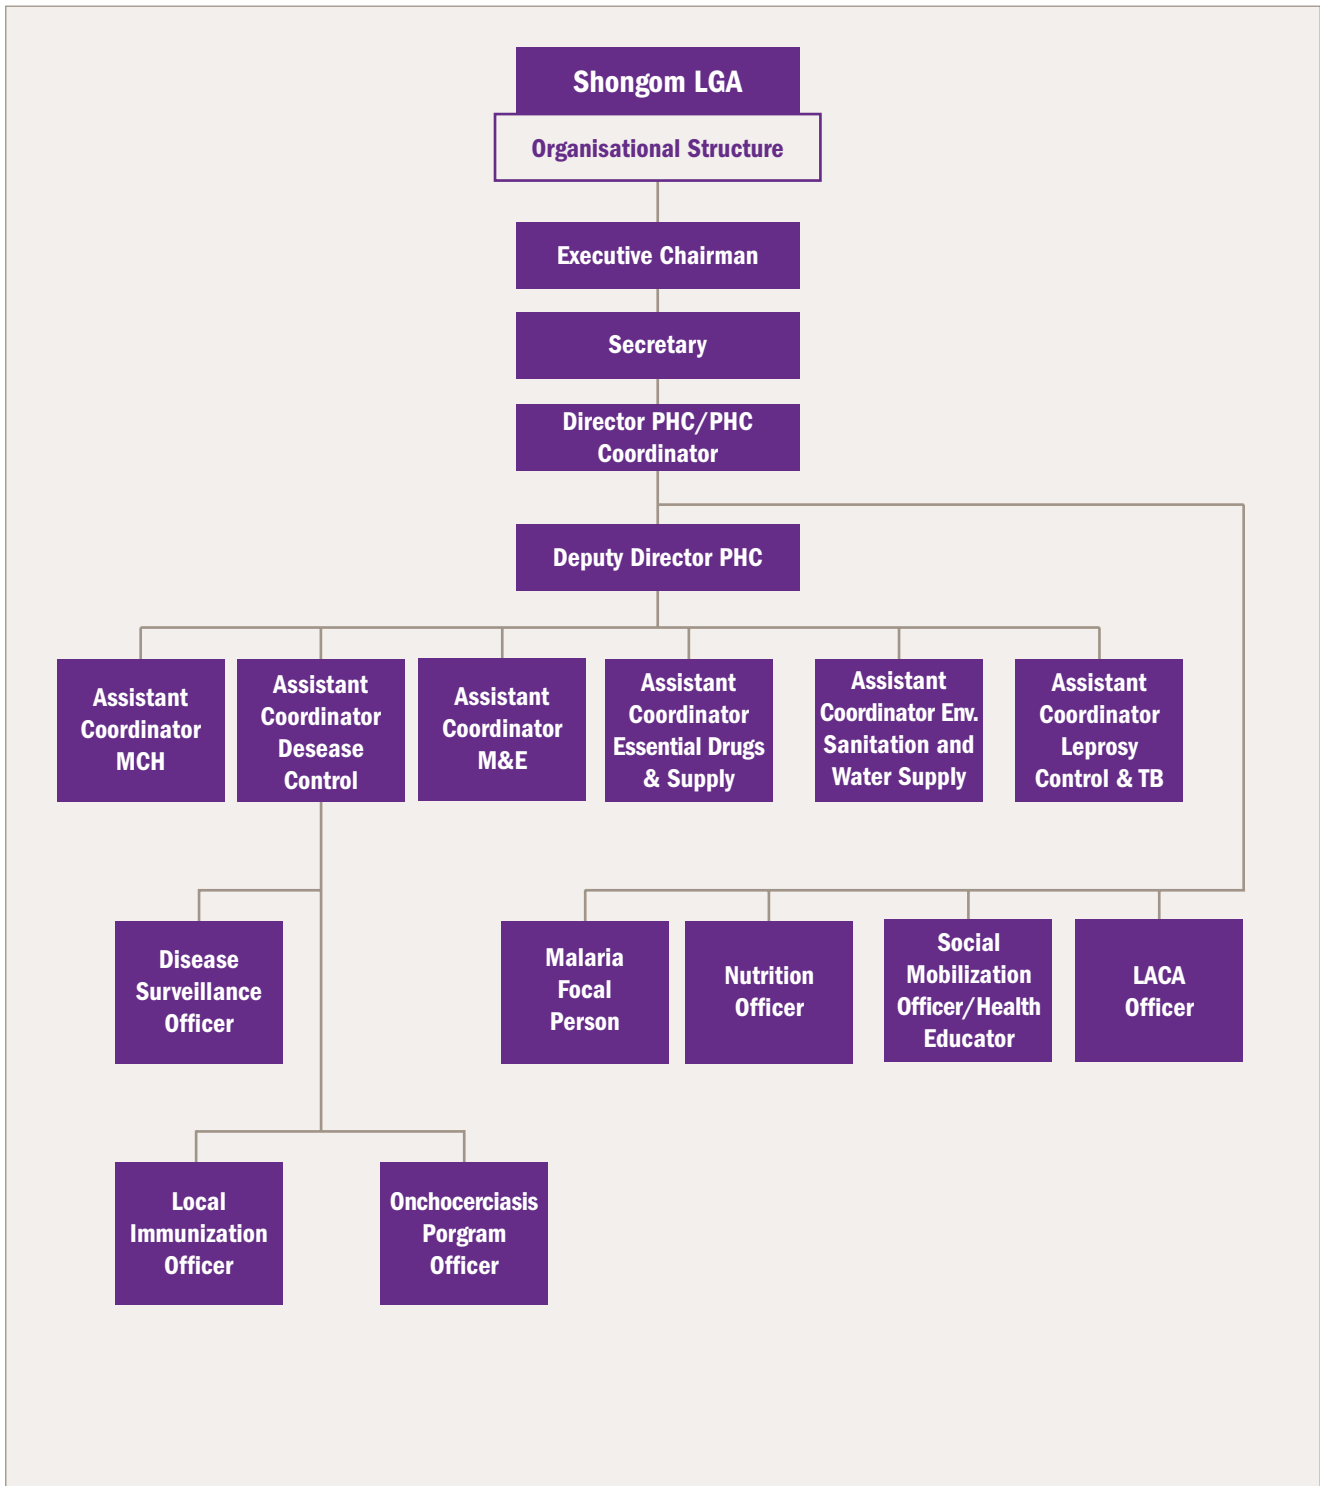 Shongom LGA
Organisational Structure
Executive Chairman
Secretary
Director PHC/PHC
Coordinator
Deputy Director PHC
Assistant
Coordinator
MCH
Assistant
Coordinator
Desease
Control
Assistant
Coordinator
M&E
Assistant
Coordinator
Essential Drugs
& Supply
Assistant
Coordinator Env.
Sanitation and
Water Supply
Assistant
Coordinator
Leprosy
Control & TB
Disease
Surveillance
Officer
Malaria
Focal
Person
Nutrition
Officer
Social
Mobilization
Officer/Health
Educator
LACA
Officer
Local
Immunization
Officer
Onchocerciasis
Porgram
Officer